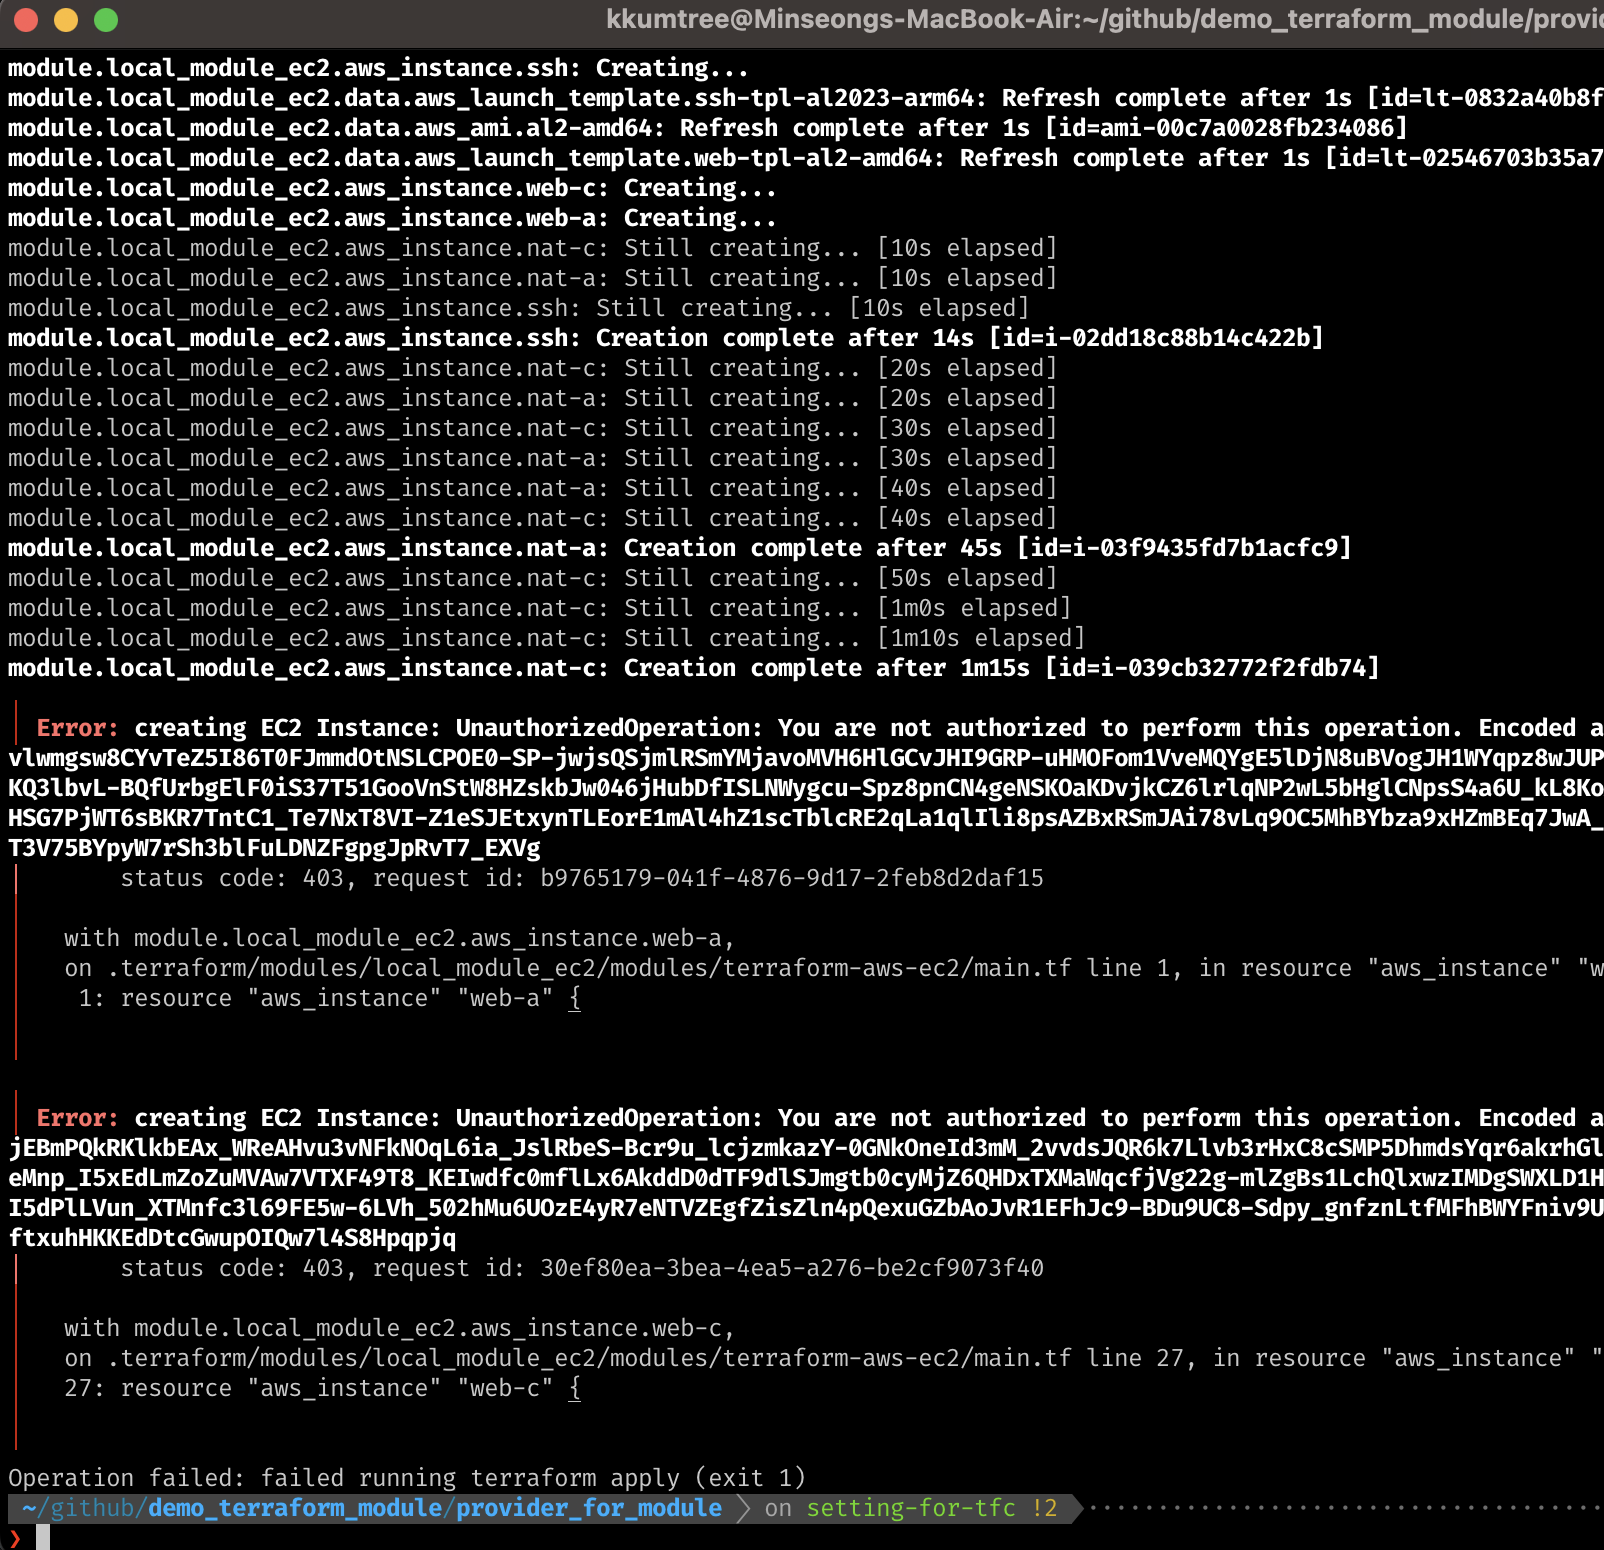 kkumtree@Minseongs-MacBook-Air:~/github/demo_terraform_module/provid
module.local_module_ec2.aws_instance.ssh: Creating...
module.local_module_ec2.data.aws_launch_template.ssh-tpl-al2023-arm64: Refresh complete after 1s [id=lt-0832a40b8f
module.local_module_ec2.data.aws_ami.al2-amd64: Refresh complete after 1s [id=ami-00c7a0028fb234086]
module.local_module_ec2.data.aws_launch_template.web-tpl-al2-amd64: Refresh complete after 1s [id=lt-02546703b35a7
module.local_module_ec2.aws_instance.web-c: Creating...
module.local_module_ec2.aws_instance.web-a: Creating...
module.local_module_ec2.aws_instance.nat-c: Still creating... [10s elapsed]
module.local_module_ec2.aws_instance.nat-a: Still creating... [10s elapsed]
module.local_module_ec2.aws_instance.ssh: Still creating... [10s elapsed]
module.local_module_ec2.aws_instance.ssh: Creation complete after 14s [id=i-02dd18c88b14c422b]
module.local_module_ec2.aws_instance.nat-c: Still creating... [20s elapsed]
module.local_module_ec2.aws_instance.nat-a: Still creating... [20s elapsed]
module.local_module_ec2.aws_instance.nat-c: Still creating... [30s elapsed]
module.local_module_ec2.aws_instance.nat-a: Still creating... [30s elapsed]
module.local_module_ec2.aws_instance.nat-a: Still creating... [40s elapsed]
module.local_module_ec2.aws_instance.nat-c: Still creating... [40s elapsed]
module.local_module_ec2.aws_instance.nat-a: Creation complete after 45s [id=i-03f9435fd7b1acfc9]
module.local_module_ec2.aws_instance.nat-c: Still creating... [50s elapsed]
module.local_module_ec2.aws_instance.nat-c: Still creating... [1m0s elapsed]
module.local_module_ec2.aws_instance.nat-c: Still creating... [1m10s elapsed]
module.local_module_ec2.aws_instance.nat-c: Creation complete after 1m15s [id=i-039cb32772f2fdb74]
Error: creating EC2 Instance: UnauthorizedOperation: You are not authorized to perform this operation. Encoded a
vlwmgsw8CYvTeZ5I86T0FJmmdOtNSLCPOE0-SP-jwjsQSjmlRSmYMjavoMVH6HlGCvJHI9GRP-uHMOFom1VveMQYgE5lDjN8uBVogJH1WYqpz8wJUP
KQ3lbvL-BQfUrbgElF0iS37T51GooVnStW8HZskbJw046jHubDfISLNWygcu-Spz8pnCN4geNSKOaKDvjkCZ6lrlqNP2wL5bHglCNpsS4a6U_kL8Ko
HSG7PjWT6sBKR7TntC1_Te7NxT8VI-Z1eSJEtxynTLEorE1mAl4hZ1scTblcRE2qLa1qlIli8psAZBxRSmJAi78vLq9OC5MhBYbza9xHZmBEq7JwA_
T3V75BYpyW7rSh3blFuLDNZFgpgJpRvT7_EXVg
status code: 403, request id: b9765179-041f-4876-9d17-2feb8d2daf15
with module.local_module_ec2.aws_instance.web-a,
on .terraform/modules/local_module_ec2/modules/terraform-aws-ec2/main.tf line 1, in resource "aws_instance" "w
1: resource "aws_instance" "web-a" {
Error: creating EC2 Instance: UnauthorizedOperation: You are not authorized to perform this operation. Encoded a
jEBmPQkRKlkbEAx_WReAHvu3vNFkNOqL6ia_JslRbeS-Bcr9u_lcjzmkazY-0GNkOneId3mM_2vvdsJQR6k7Llvb3rHxC8cSMP5DhmdsYqr6akrhGl
eMnp_I5xEdLmZoZuMVAw7VTXF49T8_KEIwdfc0mflLx6AkddD0dTF9dlSJmgtb0cyMjZ6QHDxTXMaWqcfjVg22g-mlZgBs1LchQlxwzIMDgSWXLD1H
I5dPlLVun_XTMnfc3l69FE5w-6LVh_502hMu6UOzE4yR7eNTVZEgfZisZln4pQexuGZbAoJvR1EFhJc9-BDu9UC8-Sdpy_gnfznLtfMFhBWYFniv9U
ftxuhHKKEdDtcGwupOIQw7l4S8Hpqpjq
status code: 403, request id: 30ef80ea-3bea-4ea5-a276-be2cf9073f40
with module.local_module_ec2.aws_instance.web-c,
on .terraform/modules/local_module_ec2/modules/terraform-aws-ec2/main.tf line 27, in resource "aws_instance" "
27: resource "aws_instance" "web-c" {
Operation failed: failed running terraform apply (exit 1)
~/github/demo_terraform_module/provider_for_module on setting-for-tfc !2
❯